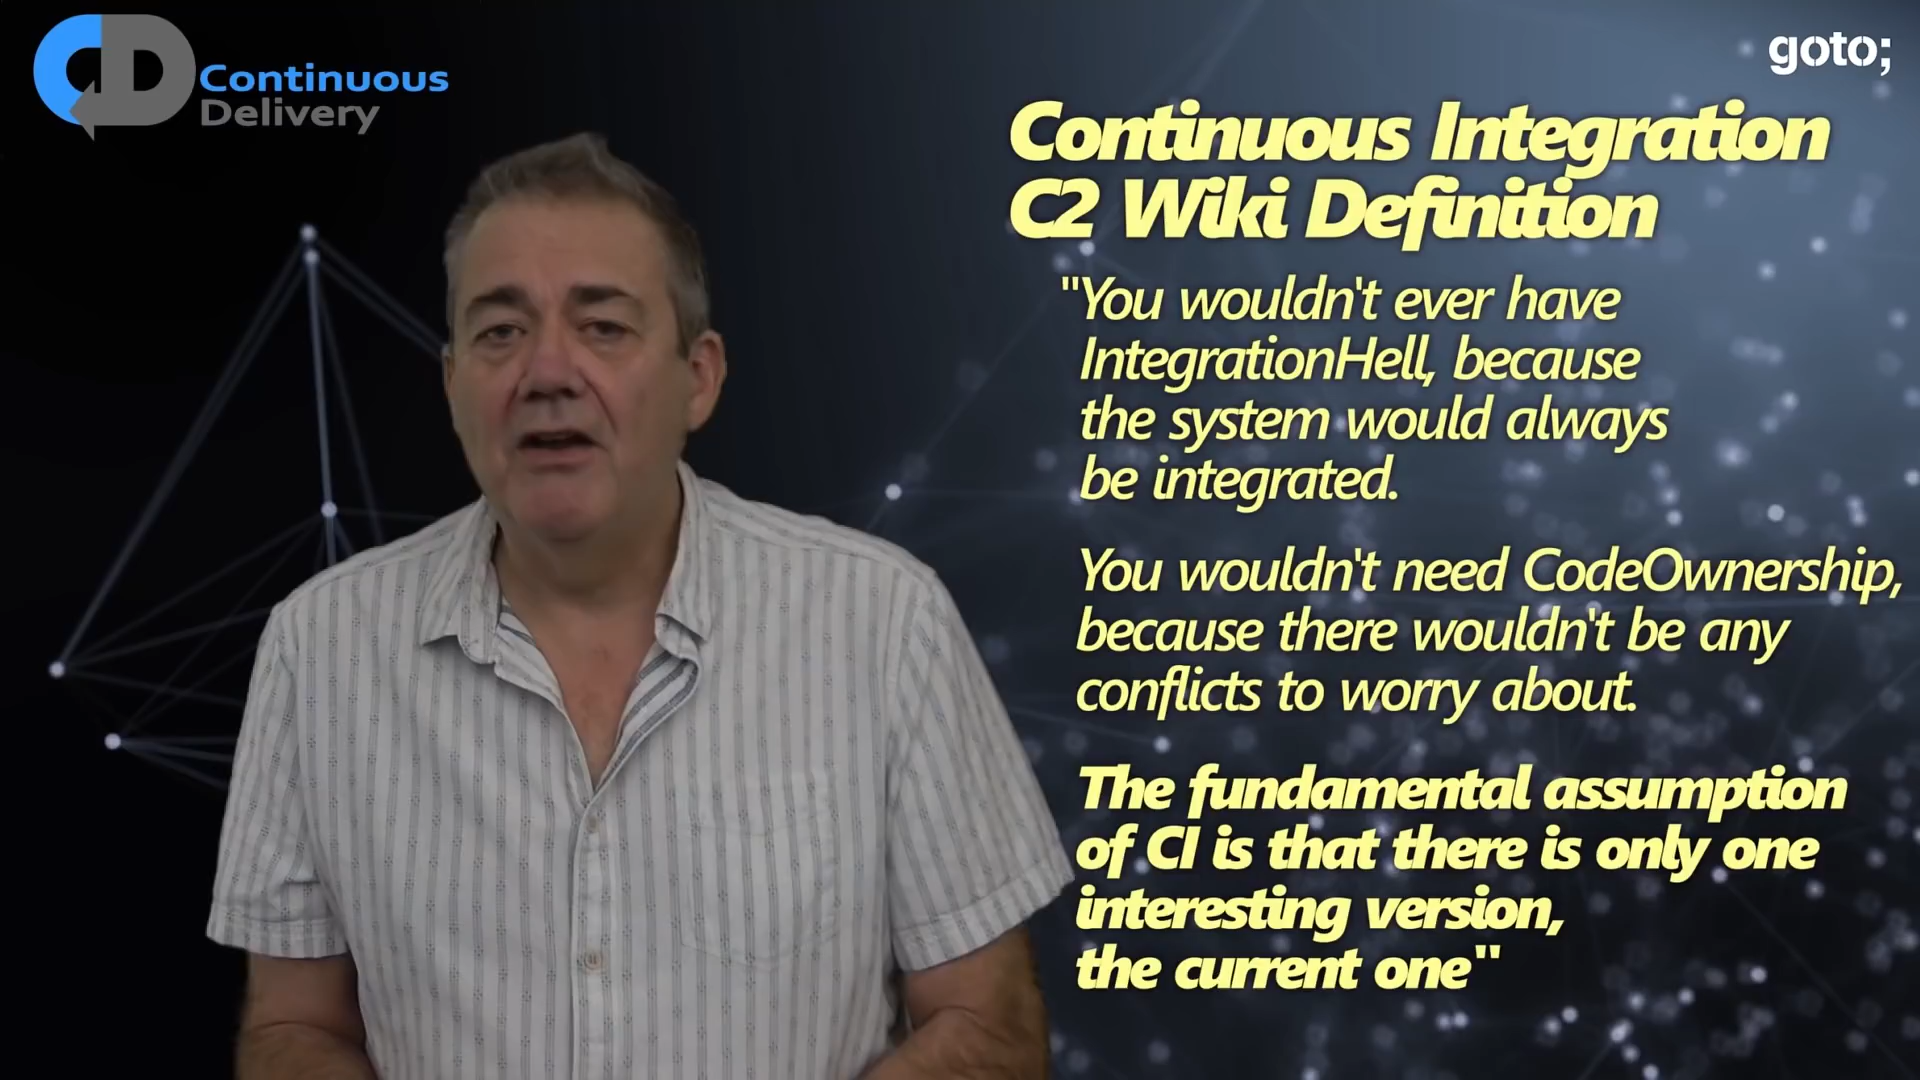 Continuous
Delivery
goto;
Continuous Integration
C2 Wiki Definition
"You wouldn't ever have
IntegrationHell, because
the system would always
be integrated.
You wouldn't need CodeOwnership,
because there wouldn't be any
conflicts to worry about.
The fundamental assumption
of CI is that there is only one
interesting version,
the current one"